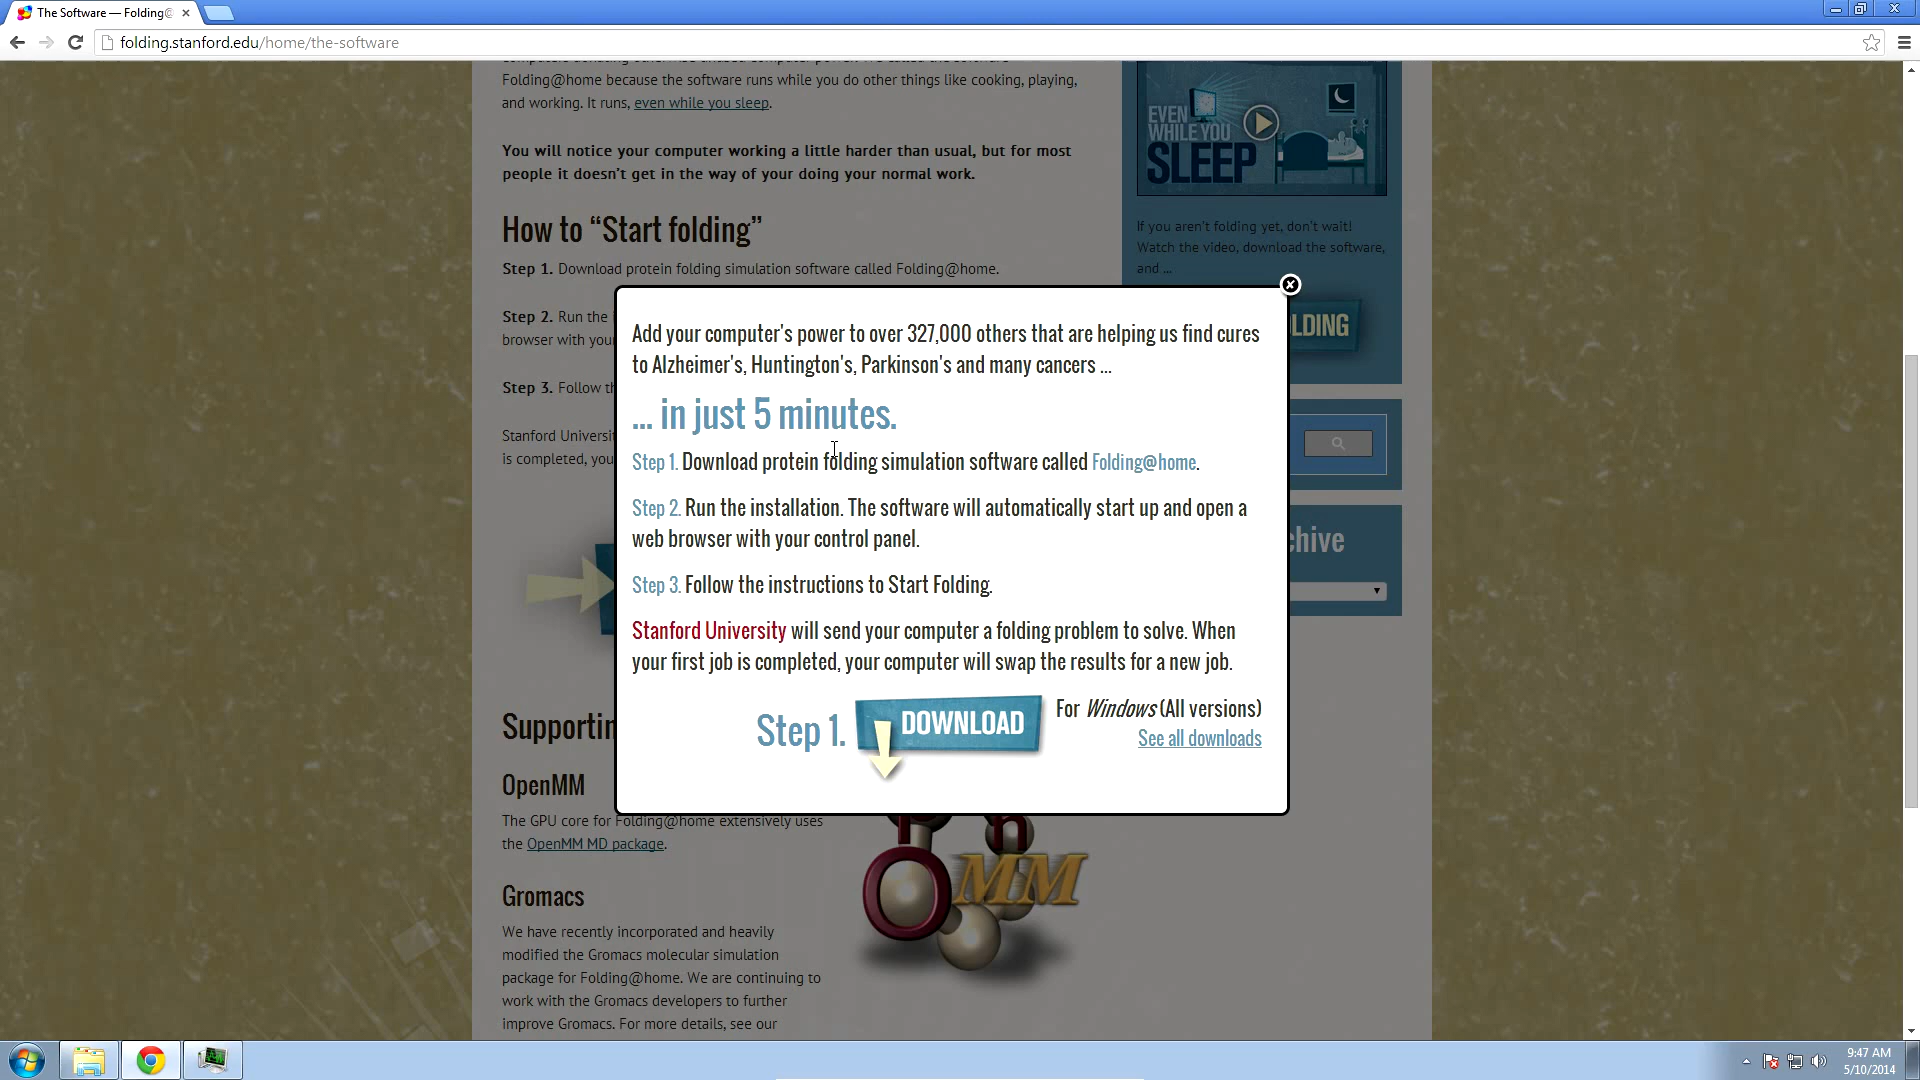 The Software — Folding@
folding.stanford.edu/home/the-software
Folding@home because the software runs while you do other things like cooking, playing,
and working. It runs, even while you sleep.
You will notice your computer working a little harder than usual, but for most
people it doesn't get in the way of your doing your normal work.
How to “Start folding”
Step 1. Download protein folding simulation software called Folding@home.
Step 2. Run the
browser with your
Step 3. Follow th
Stanford Universit
is completed, you
EVEN
WHILE YOU
SLEEP
If you aren't folding yet, don't wait!
Watch the video, download the software,
and ...
LDING
chive
Add your computer's power to over 327,000 others that are helping us find cures
to Alzheimer's, Huntington's, Parkinson's and many cancers ...
... in just 5 minutes.
Step 1. Download protein folding simulation software called Folding@home.
Step 2. Run the installation. The software will automatically start up and open a
web browser with your control panel.
Step 3. Follow the instructions to Start Folding.
Stanford University will send your computer a folding problem to solve. When
your first job is completed, your computer will swap the results for a new job.
Step 1. DOWNLOAD For Windows (All versions)
See all downloads
Supportin
OpenMM
The GPU core for Folding@home extensively uses
the OpenMM MD package.
Gromacs
We have recently incorporated and heavily
modified the Gromacs molecular simulation
package for Folding@home. We are continuing to
work with the Gromacs developers to further
improve Gromacs. For more details, see our
n
O MM
9:47 AM
5/10/2014